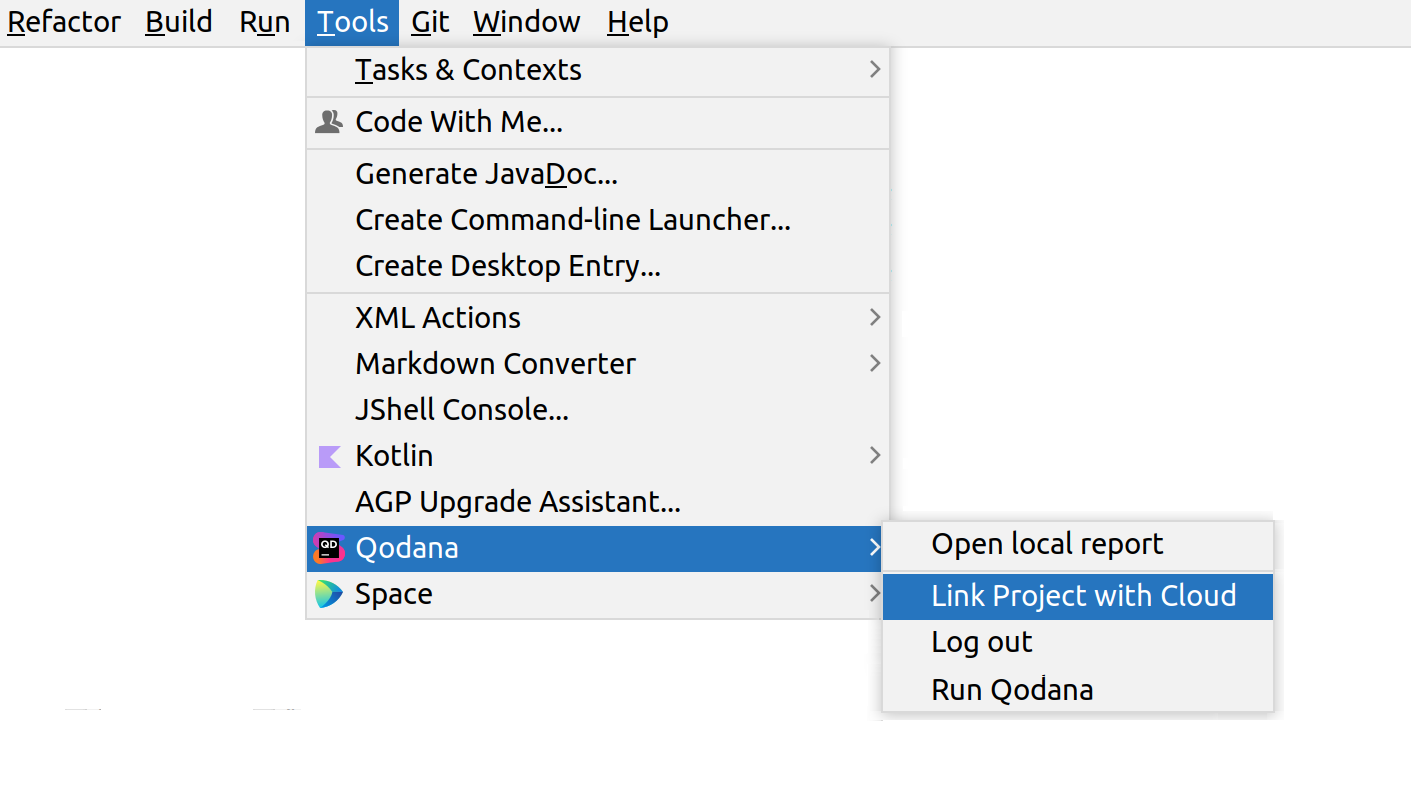 Refactor Build Run Tools Git Window Help
Tasks & Contexts
Code With Me...
Generate JavaDoc...
Create Command-line Launcher...
Create Desktop Entry...
XML Actions
Markdown Converter
JShell Console...
Kotlin
AGP Upgrade Assistant...
QD Qodana
Space
Open local report
Link Project with Cloud
Log out
Run Qodana